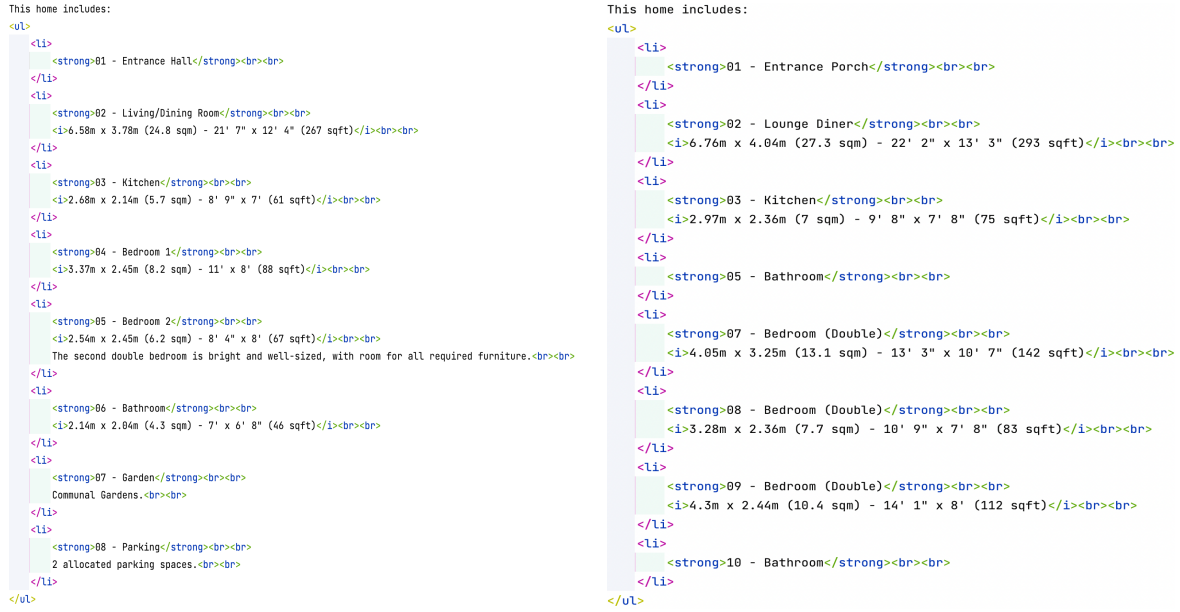 This home includes:
<ul>
<li>
<strong>01 - Entrance Hall</strong><br><br>
</li>
<li>
<strong>02 - Living/Dining Room</strong><br><br>
<i>6.58m x 3.78m (24.8 sqm) - 21' 7" x 12' 4" (267 sqft)</i><br><br>
</li>
<li>
<strong>03 - Kitchen</strong><br><br>
<i>2.68m x 2.14m (5.7 sqm) - 8' 9" x 7' (61 sqft)</i><br><br>
</li>
<li>
<strong>04 - Bedroom 1</strong><br><br>
<i>3.37m x 2.45m (8.2 sqm) - 11' x 8' (88 sqft)</i><br><br>
</li>
<li>
<strong>05 - Bedroom 2</strong><br><br>
<i>2.54m x 2.45m (6.2 sqm) - 8' 4" x 8' (67 sqft)</i><br><br>
The second double bedroom is bright and well-sized, with room for all required furniture.<br><br>
</li>
<li>
<strong>06 - Bathroom</strong><br><br>
<i>2.14m x 2.04m (4.3 sqm) - 7' x 6' 8" (46 sqft)</i><br><br>
</li>
<li>
<strong>07 - Garden</strong><br><br>
Communal Gardens.<br><br>
</li>
<li>
<strong>08 - Parking</strong><br><br>
2 allocated parking spaces.<br><br>
</li>
</ul>
This home includes:
<ul>
<li>
<strong>01 - Entrance Porch</strong><br><br>
</li>
<li>
<strong>02 - Lounge Diner</strong><br><br>
<i>6.76m x 4.04m (27.3 sqm) - 22' 2" x 13' 3" (293 sqft)</i><br><br>
</li>
<li>
<strong>03 - Kitchen</strong><br><br>
<i>2.97m x 2.36m (7 sqm) - 9' 8" x 7' 8" (75 sqft)</i><br><br>
</li>
<li>
<strong>05 - Bathroom</strong><br><br>
</li>
<li>
<strong>07 - Bedroom (Double)</strong><br><br>
<i>4.05m x 3.25m (13.1 sqm) - 13' 3" x 10' 7" (142 sqft)</i><br><br>
</li>
<li>
<strong>08 - Bedroom (Double)</strong><br><br>
<i>3.28m x 2.36m (7.7 sqm) - 10' 9" x 7' 8" (83 sqft)</i><br><br>
</li>
<li>
<strong>09 - Bedroom (Double)</strong><br><br>
<i>4.3m x 2.44m (10.4 sqm) - 14' 1" x 8' (112 sqft)</i><br><br>
</li>
<li>
<strong>10 - Bathroom</strong><br><br>
</li>
</ul>